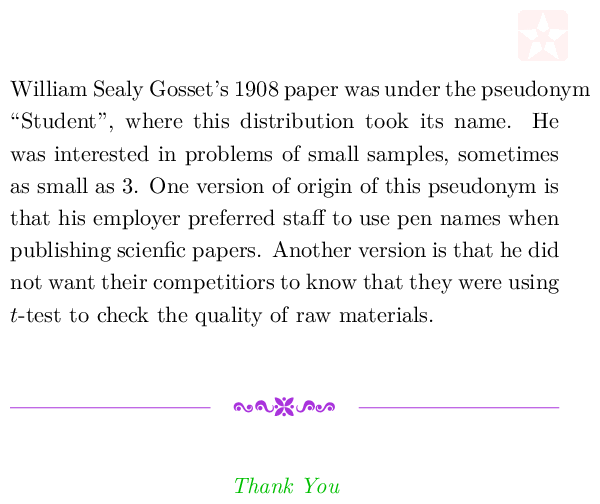 William Sealy Gosset's 1908 paper was under the pseudonym
“Student”, where this distribution took its name. He
was interested in problems of small samples, sometimes
as small as 3. One version of origin of this pseudonym is
that his employer preferred staff to use pen names when
publishing scienfic papers. Another version is that he did
not want their competitiors to know that they were using
t-test to check the quality of raw materials.
Thank You